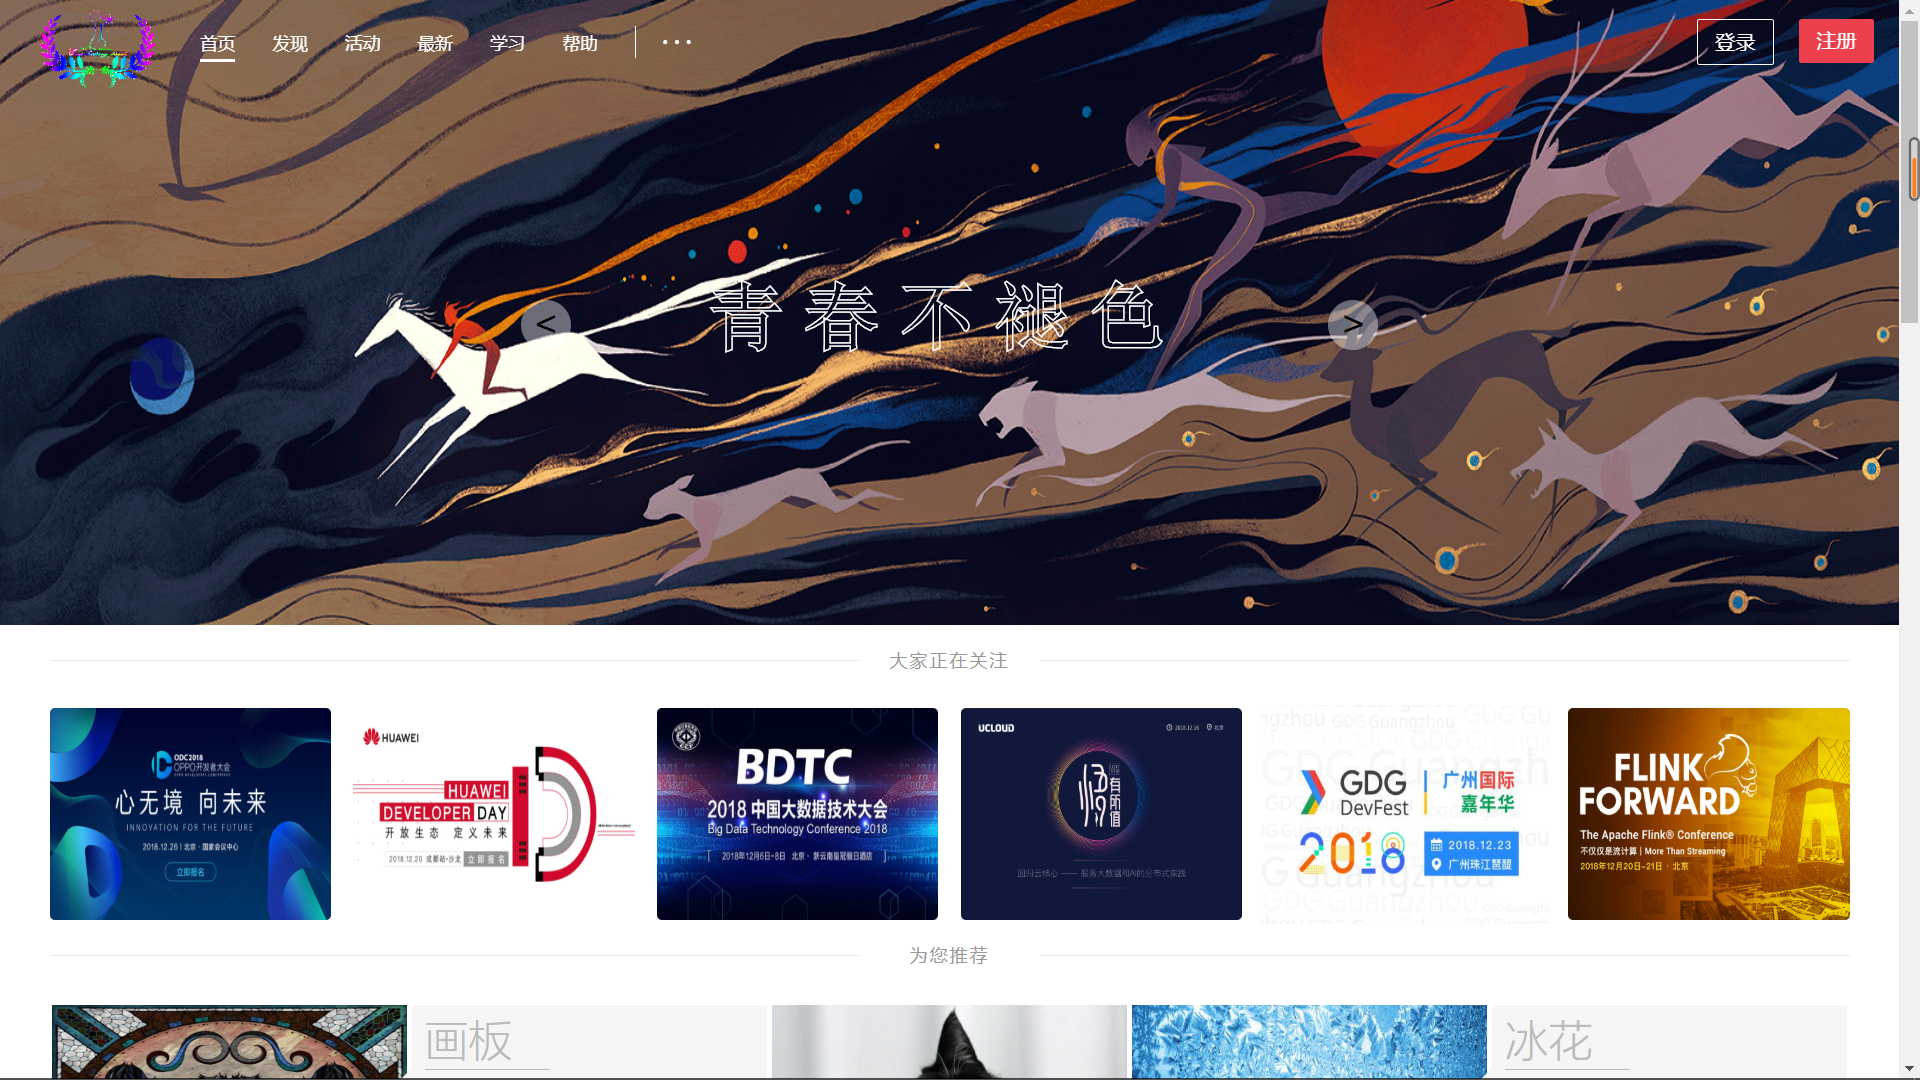 首页 发现 活动 最新 学习 帮助 ···
登录 注册
青春不褪色
< >
大家正在关注
ODC2018
OPPO开发者大会
OPPO DEVELOPERS CONFERENCE
心无境 向未来
INNOVATION FOR THE FUTURE
2018.12.26 | 北京 · 国家会议中心
立即报名
HUAWEI
HUAWEI
DEVELOPER DAY
开放生态 定义未来
2018.12.20 成都站•沙龙 立即报名
BDTC
2018 中国大数据技术大会
Big Data Technology Conference 2018
2018年12月6日-8日 北京 · 新云南皇冠假日酒店
UCLOUD
2018.12.16 北京
悟有所值
回归云核心 —— 服务大数据和AI的分布式实践
GDG Guangzhou
GDG
DevFest
广州国际
嘉年华
2018
2018.12.23
广州珠江琶醍
FLINK
FORWARD
The Apache Flink® Conference
不仅仅是流计算 | More Than Streaming
2018年12月20日-21日 · 北京
为您推荐
画板
冰花